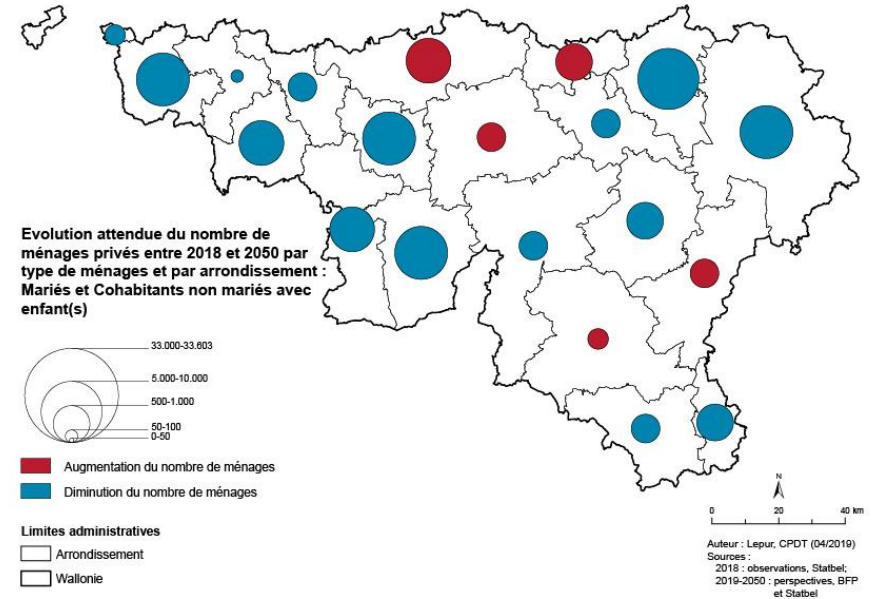 Evolution attendue du nombre de
ménages privés entre 2018 et 2050 par
type de ménages et par arrondissement :
Mariés et Cohabitants non mariés avec
enfant(s)
33.000-33.603
5.000-10.000
500-1.000
50-100
0-50
Augmentation du nombre de ménages
Diminution du nombre de ménages
Limites administratives
Arrondissement
Wallonie
N
0 20 40 km
Auteur : Lepur, CPDT (04/2019)
Sources :
2018 : observations, Statbel;
2019-2050 : perspectives, BFP
et Statbel